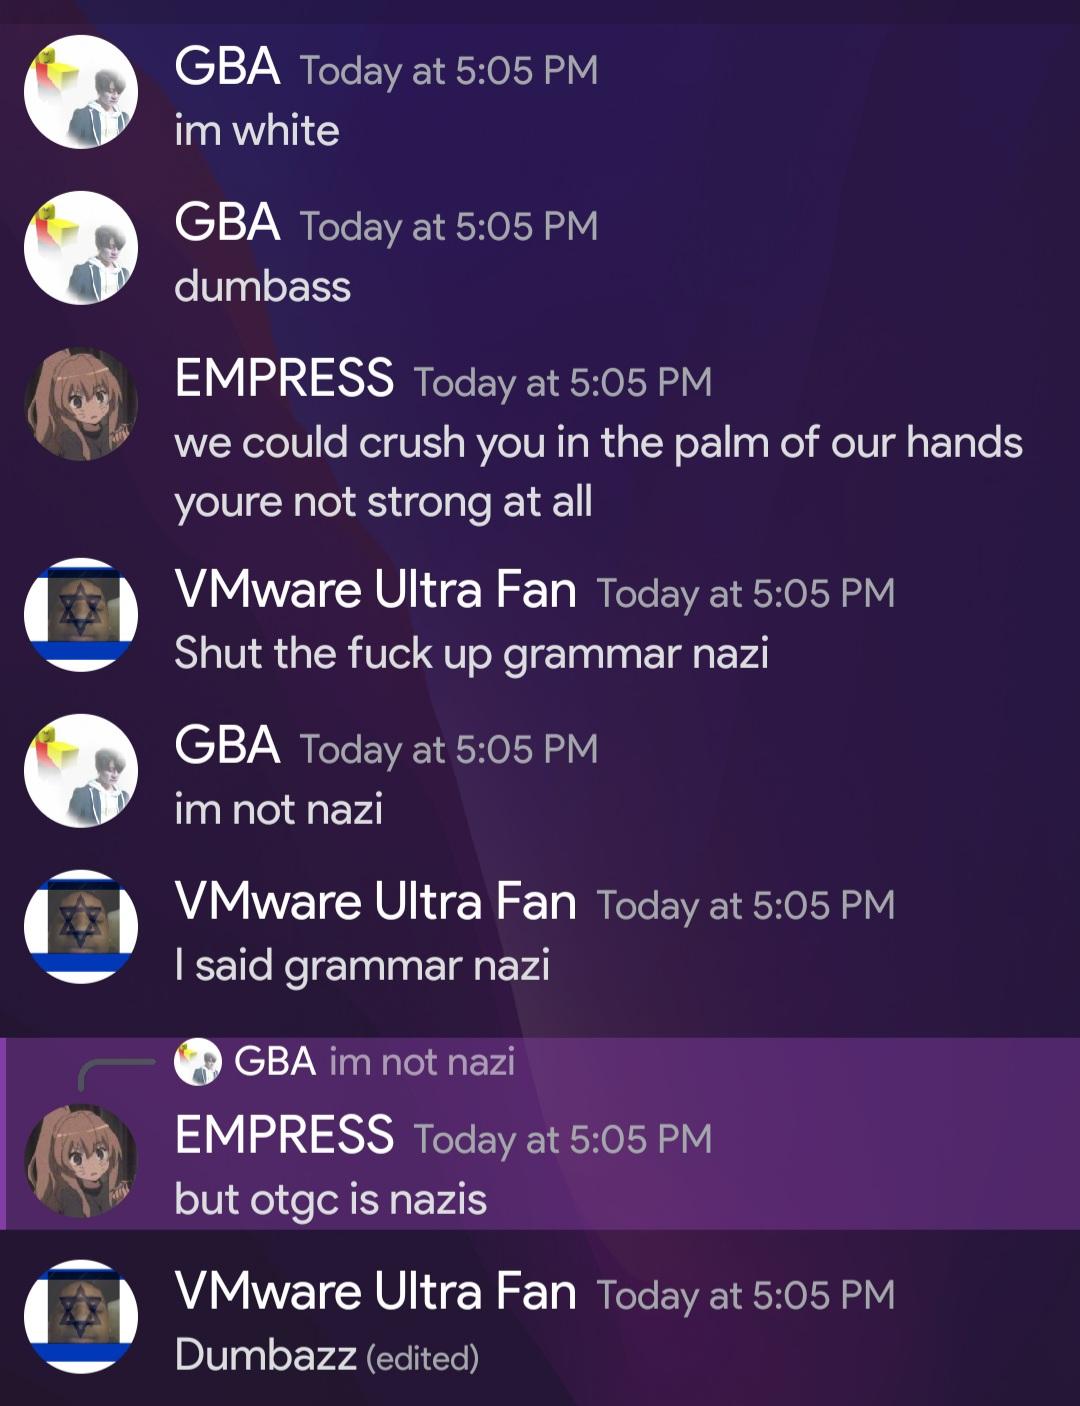 GBA Today at 5:05 PM
im white
GBA Today at 5:05 PM
dumbass
EMPRESS Today at 5:05 PM
we could crush you in the palm of our hands
youre not strong at all
VMware Ultra Fan Today at 5:05 PM
Shut the fuck up grammar nazi
GBA Today at 5:05 PM
im not nazi
VMware Ultra Fan Today at 5:05 PM
I said grammar nazi
GBA im not nazi
EMPRESS Today at 5:05 PM
but otgc is nazis
VMware Ultra Fan Today at 5:05 PM
Dumbazz (edited)